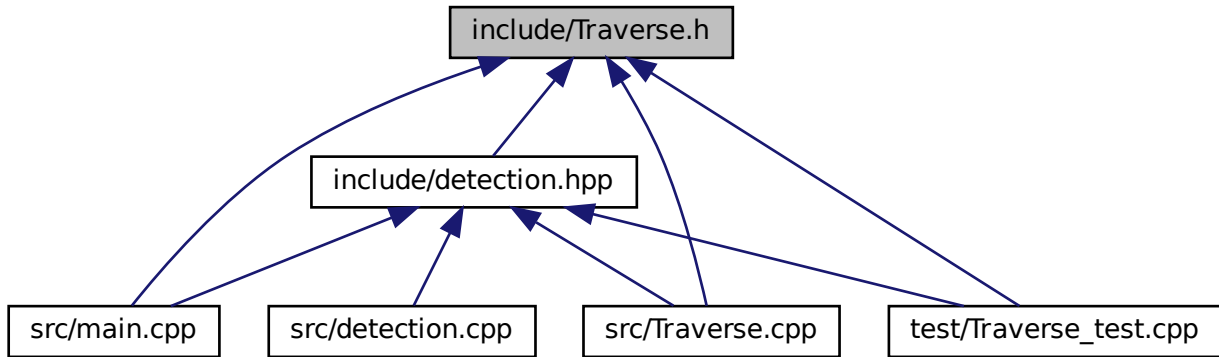 include/Traverse.h
include/detection.hpp
src/main.cpp
src/detection.cpp
src/Traverse.cpp
test/Traverse_test.cpp